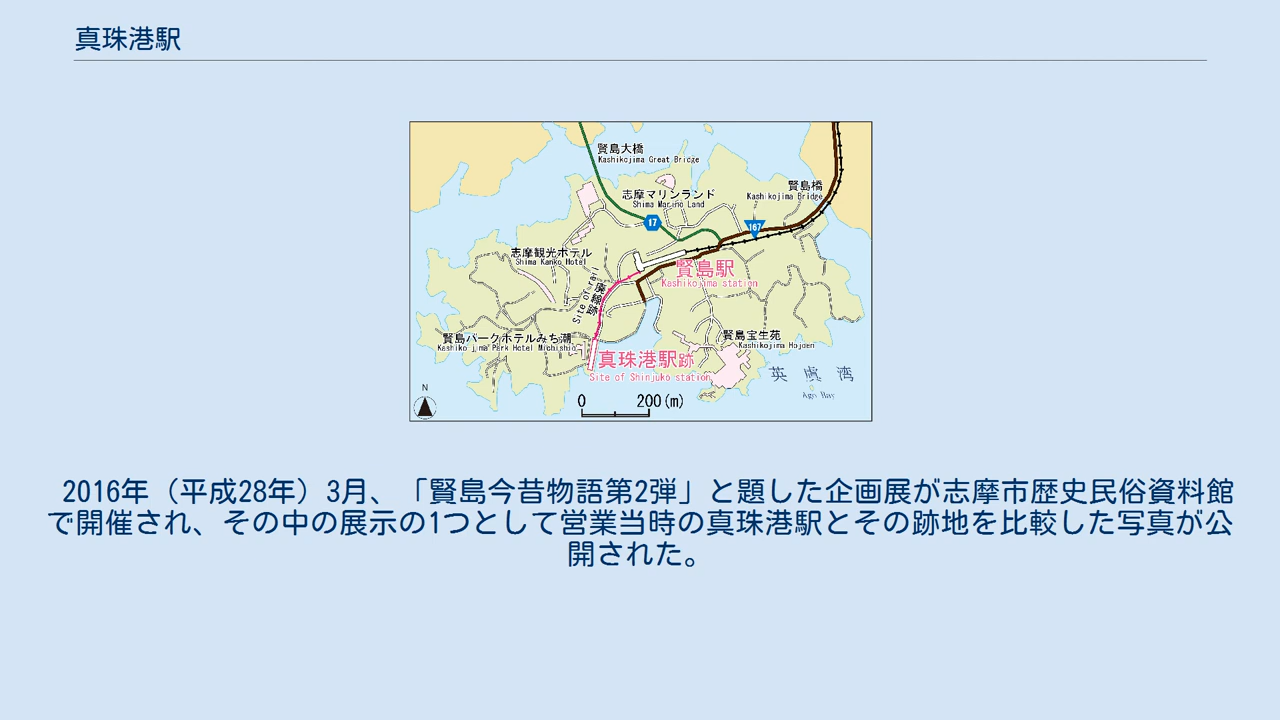 真珠港駅
賢島大橋
Kashikojima Great Bridge
志摩マリンランド
Shima Marine Land
賢島橋
Kashikojima Bridge
17
167
志摩観光ホテル
Shima Kanko Hotel
賢島駅
Kashikojima station
廃線跡
Site of rail
賢島パークホテルみち潮
Kashikojima Park Hotel Michishio
賢島宝生苑
Kashikojima Hojoen
真珠港駅跡
Site of Shinjuko station
英虞湾
Ago Bay
N
0 200(m)
2016年（平成28年）3月、「賢島今昔物語第2弾」と題した企画展が志摩市歴史民俗資料館
で開催され、その中の展示の1つとして営業当時の真珠港駅とその跡地を比較した写真が公
開された。